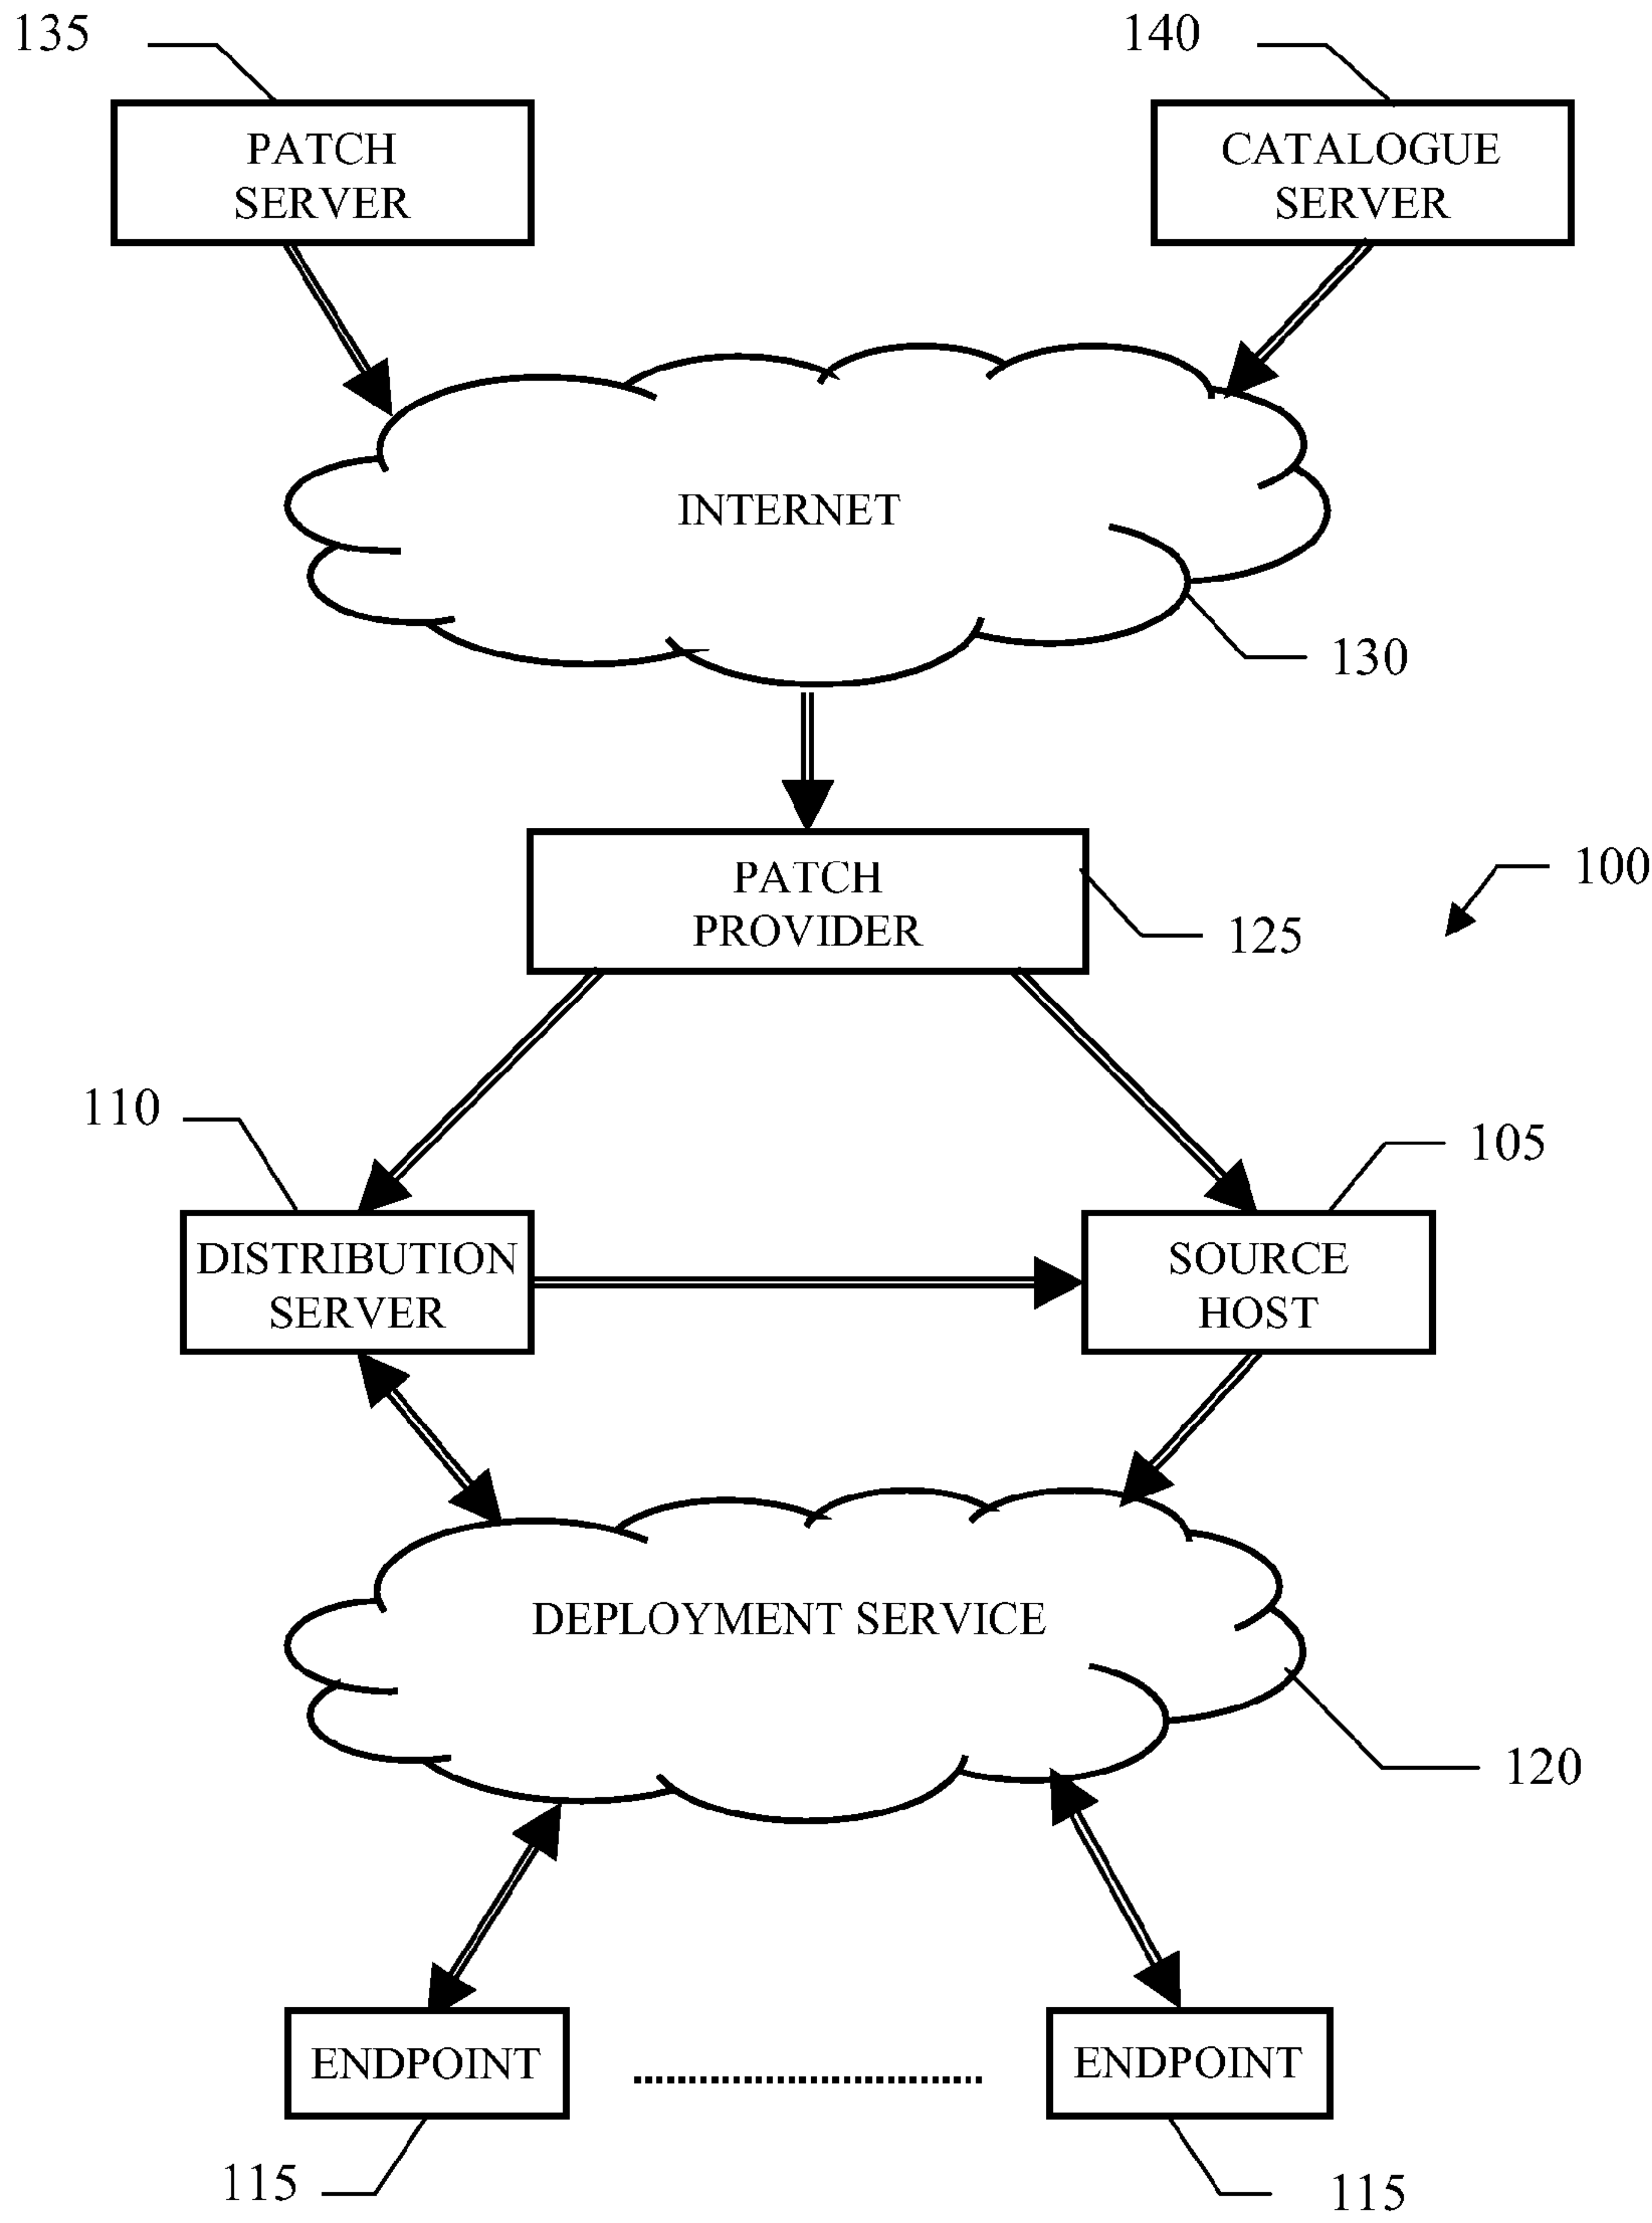 135
140
PATCH
SERVER
CATALOGUE
SERVER
INTERNET
130
PATCH
PROVIDER
100
125
110
105
DISTRIBUTION
SERVER
SOURCE
HOST
DEPLOYMENT SERVICE
120
ENDPOINT
ENDPOINT
115
115